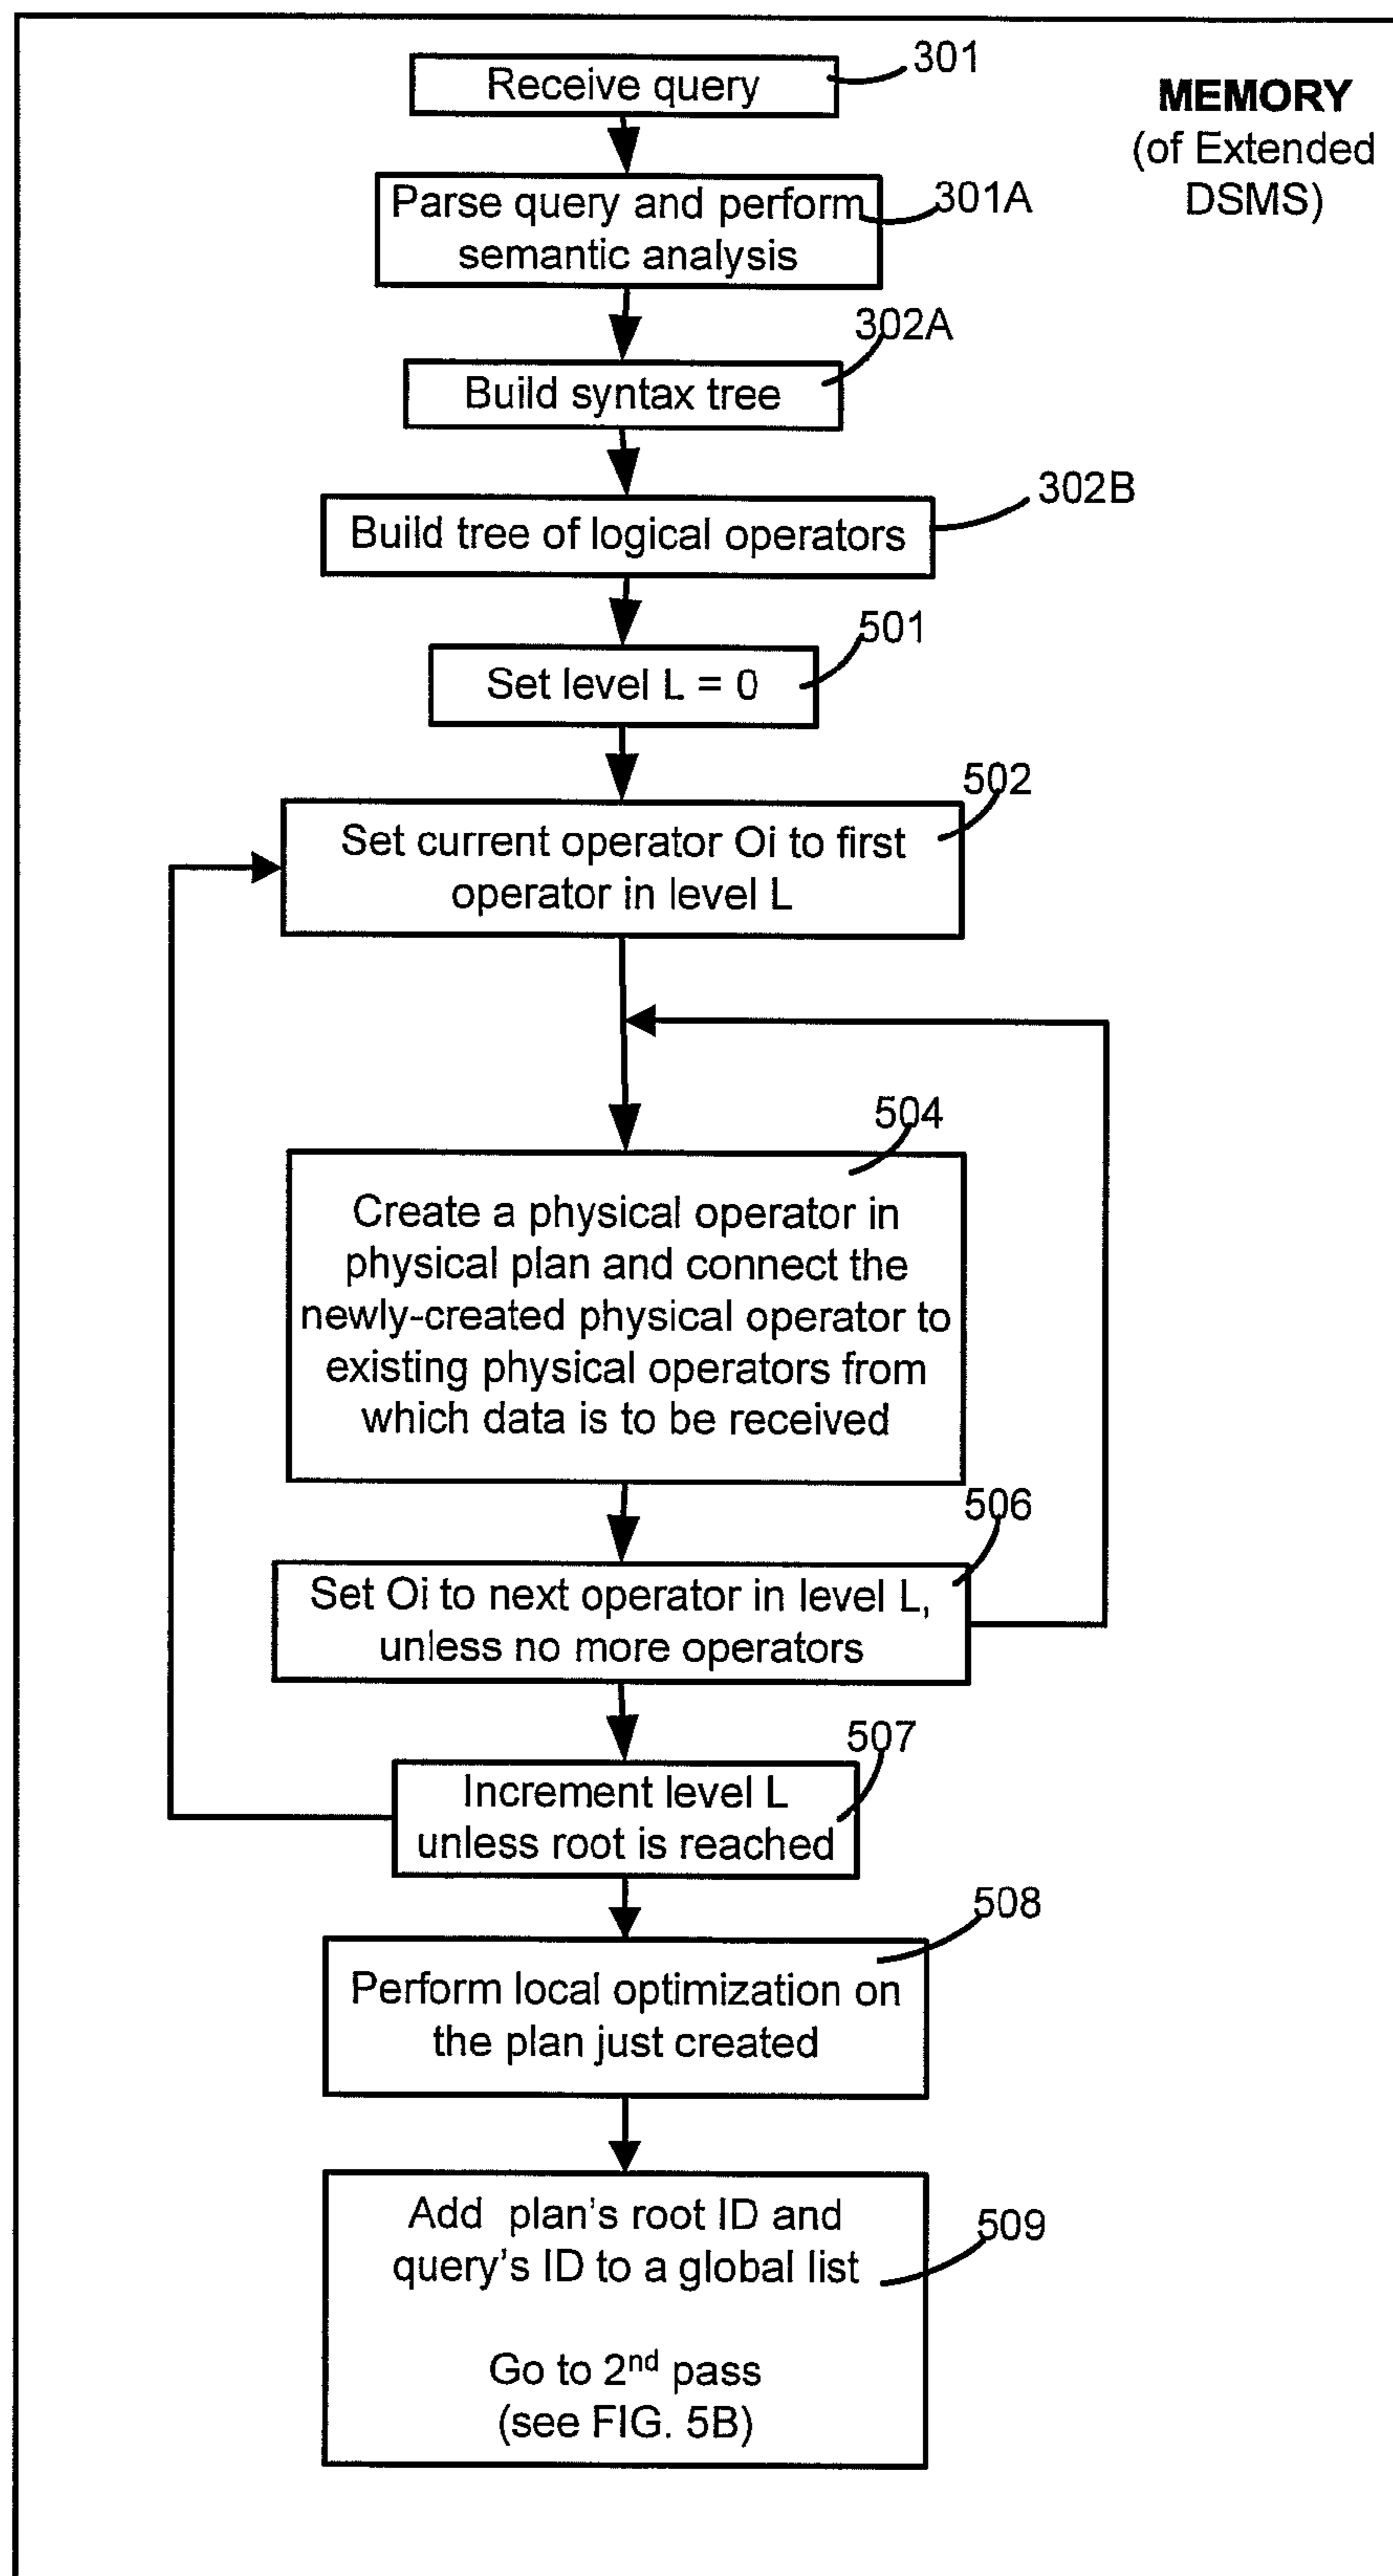 301
Receive query
MEMORY
(of Extended
DSMS)
301A
Parse query and perform
semantic analysis
302A
Build syntax tree
302B
Build tree of logical operators
501
Set level L = 0
502
Set current operator Oi to first
operator in level L
504
Create a physical operator in
physical plan and connect the
newly-created physical operator to
existing physical operators from
which data is to be received
506
Set Oi to next operator in level L,
unless no more operators
507
Increment level L
unless root is reached
508
Perform local optimization on
the plan just created
509
Add plan's root ID and
query's ID to a global list
Go to 2nd pass
(see FIG. 5B)